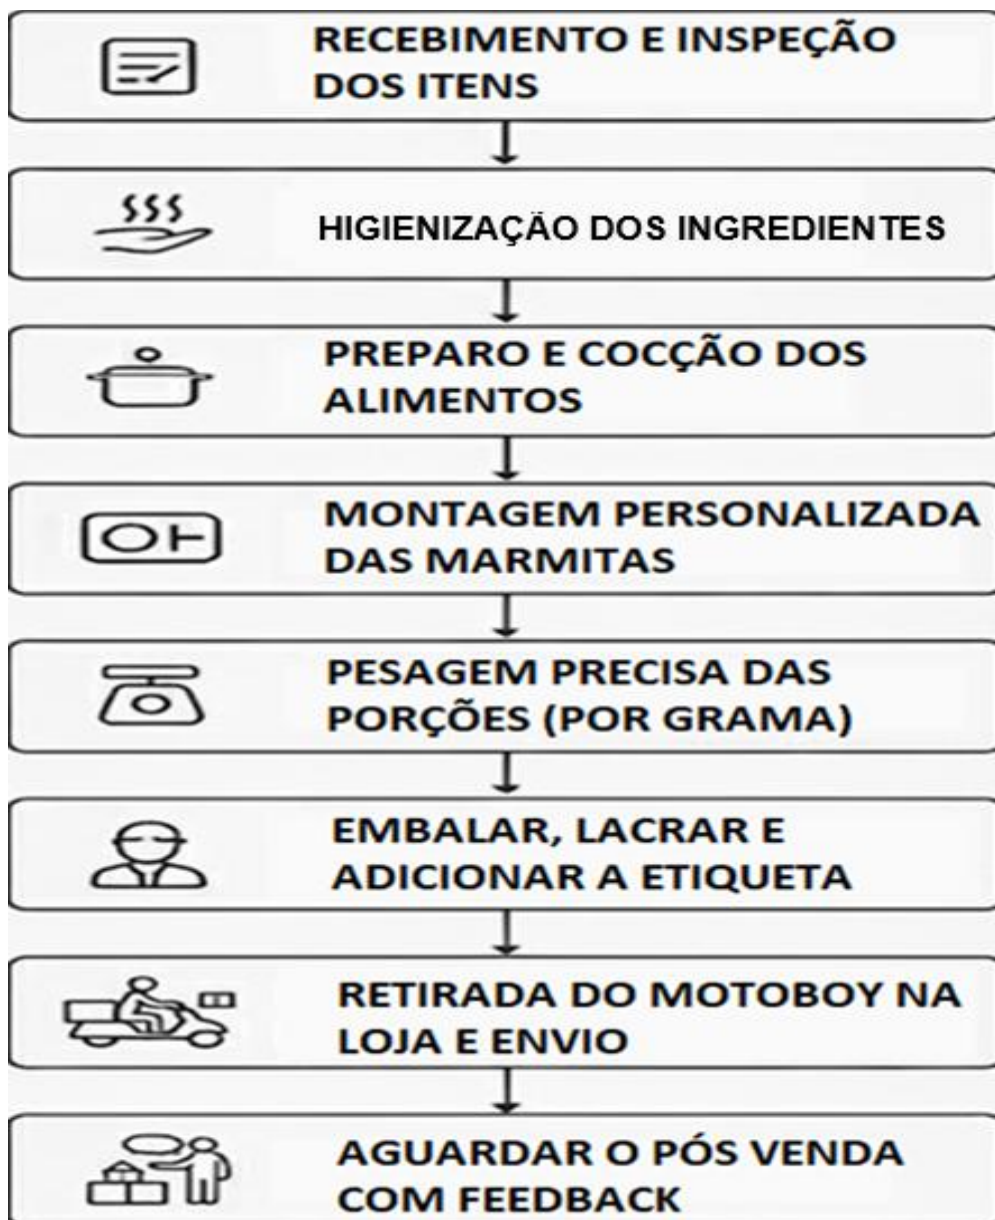 RECEBIMENTO E INSPEÇÃO
DOS ITENS
HIGIENIZAÇÃO DOS INGREDIENTES
PREPARO E COCÇÃO DOS
ALIMENTOS
MONTAGEM PERSONALIZADA
DAS MARMITAS
PESAGEM PRECISA DAS
PORÇÕES (POR GRAMA)
EMBALAR, LACRAR E
ADICIONAR A ETIQUETA
RETIRADA DO MOTOBOY NA
LOJA E ENVIO
AGUARDAR O PÓS VENDA
COM FEEDBACK